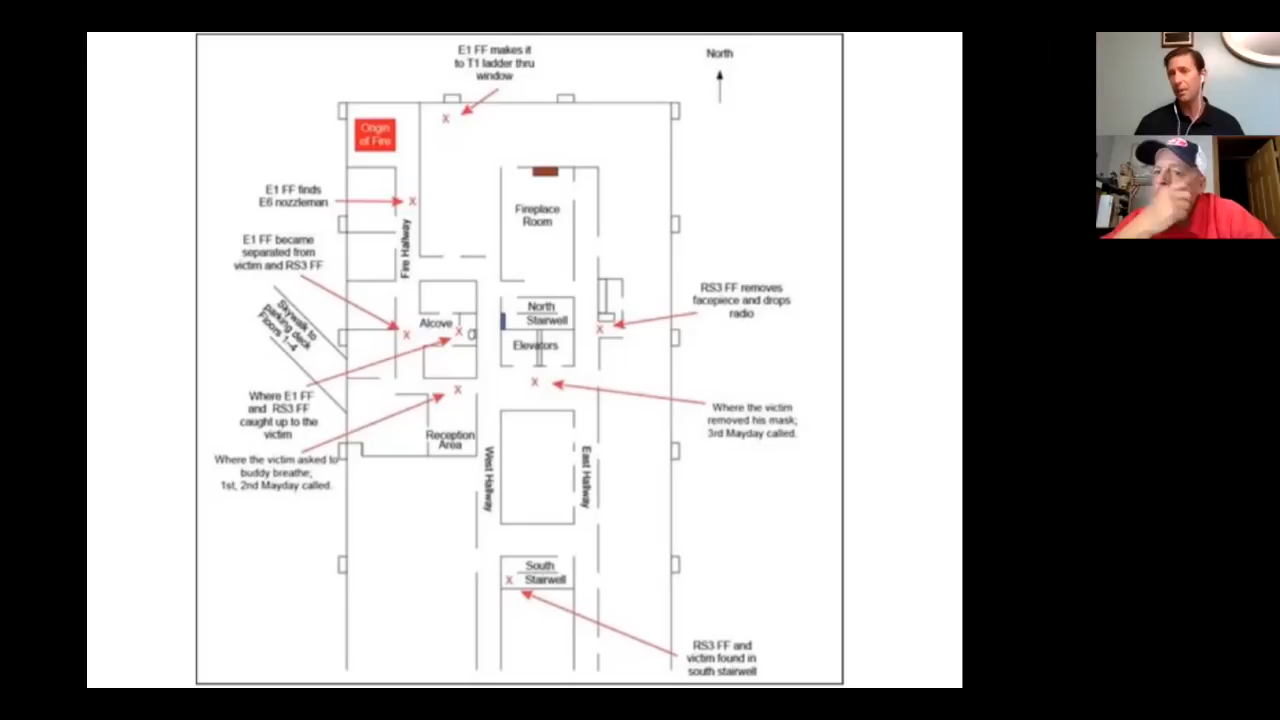 E1 FF makes it
to T1 ladder thru
window
North
Origin
of Fire
E1 FF finds
E6 nozzleman
Fireplace
Room
Fire Hallway
E1 FF became
separated from
victim and RS3 FF
Skywalk to
parking deck
Floors 1-4
Alcove
North
Stairwell
Elevators
RS3 FF removes
facepiece and drops
radio
Where E1 FF
and RS3 FF
caught up to the
victim
Where the victim
removed his mask;
3rd Mayday called.
Reception
Area
Where the victim asked to
buddy breathe;
1st, 2nd Mayday called.
West Hallway
East Hallway
South
Stairwell
RS3 FF and
victim found in
south stairwell
X
X
X
X
X
X
X
X